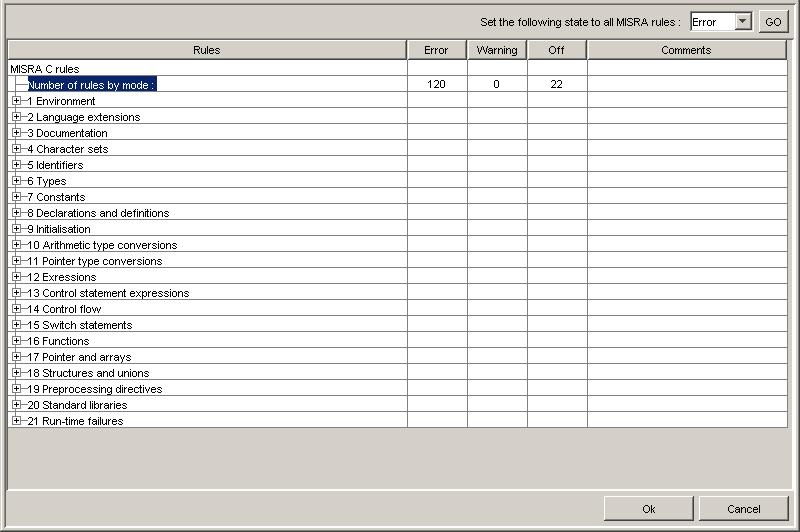 Set the following state to all MISRA rules : Error GO
Rules Error Warning Off Comments
MISRA C rules
Number of rules by mode : 120 0 22
1 Environment
2 Language extensions
3 Documentation
4 Character sets
5 Identifiers
6 Types
7 Constants
8 Declarations and definitions
9 Initialisation
10 Arithmetic type conversions
11 Pointer type conversions
12 Exressions
13 Control statement expressions
14 Control flow
15 Switch statements
16 Functions
17 Pointer and arrays
18 Structures and unions
19 Preprocessing directives
20 Standard libraries
21 Run-time failures
Ok Cancel